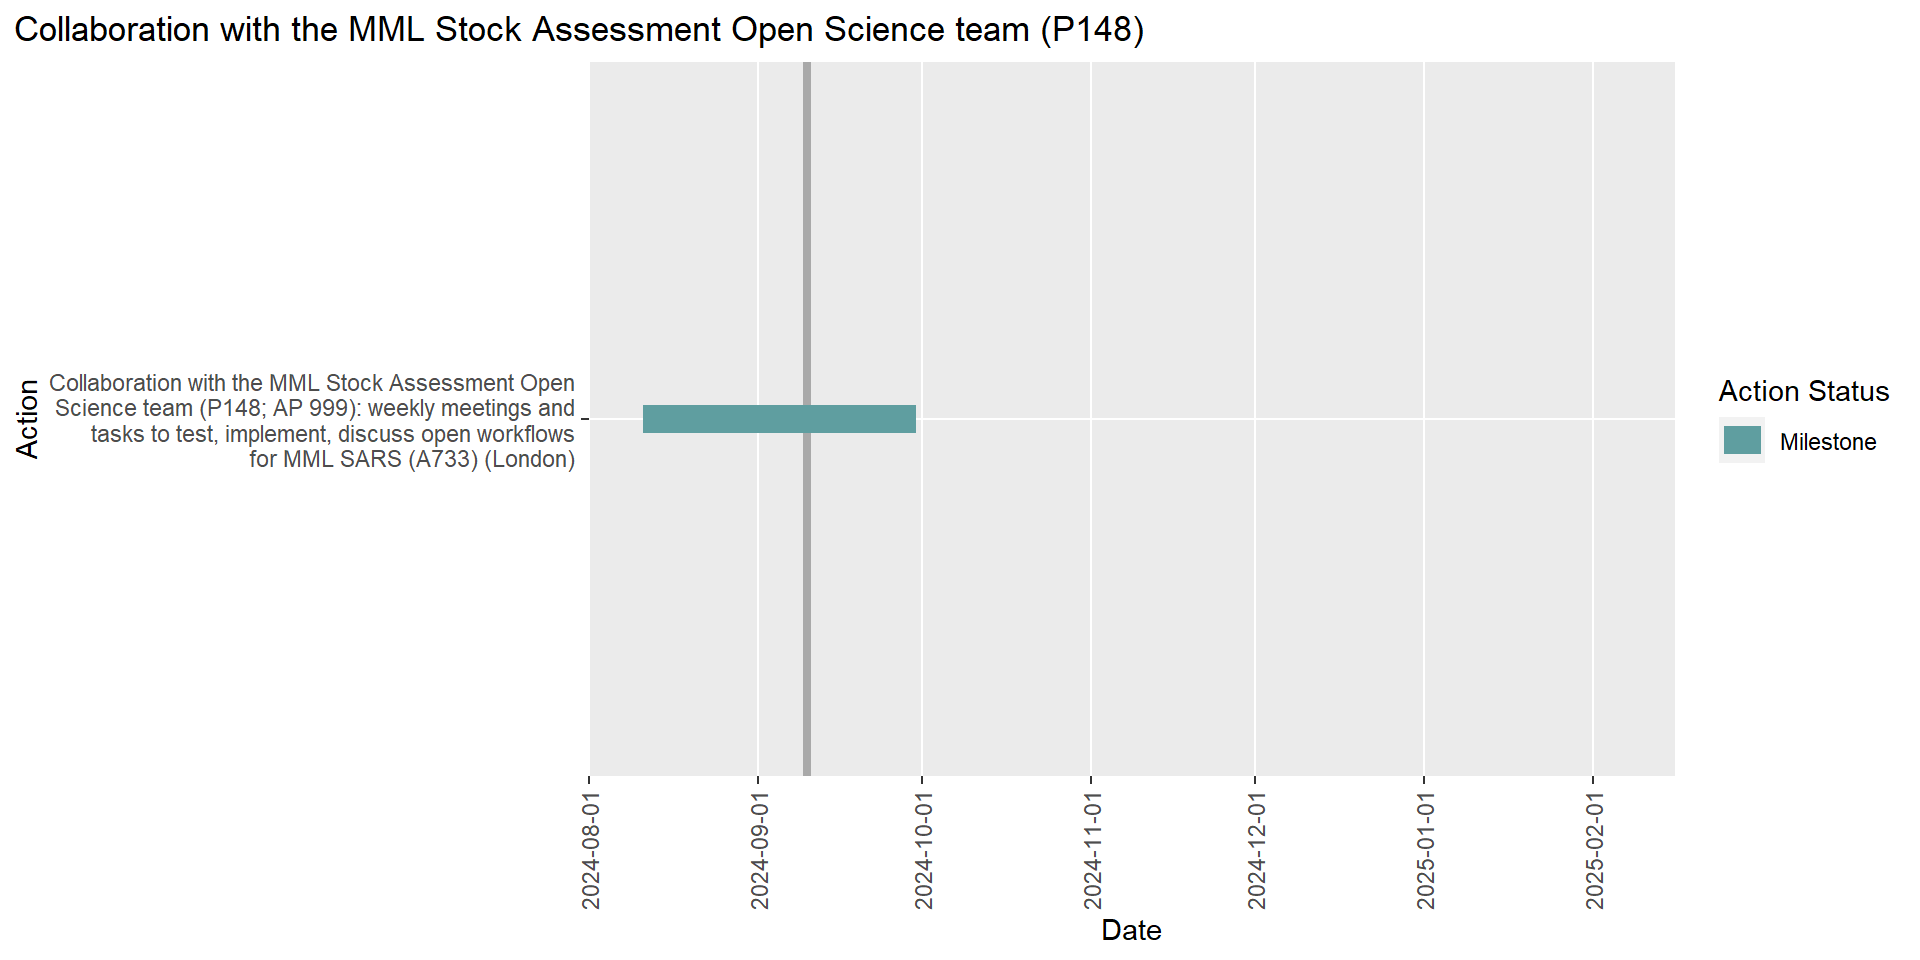 Collaboration with the MML Stock Assessment Open Science team (P148)
Action
Collaboration with the MML Stock Assessment Open
Science team (P148; AP 999): weekly meetings and
tasks to test, implement, discuss open workflows
for MML SARS (A733) (London)
Action Status
Milestone
2024-08-01
2024-09-01
2024-10-01
2024-11-01
2024-12-01
2025-01-01
2025-02-01
Date